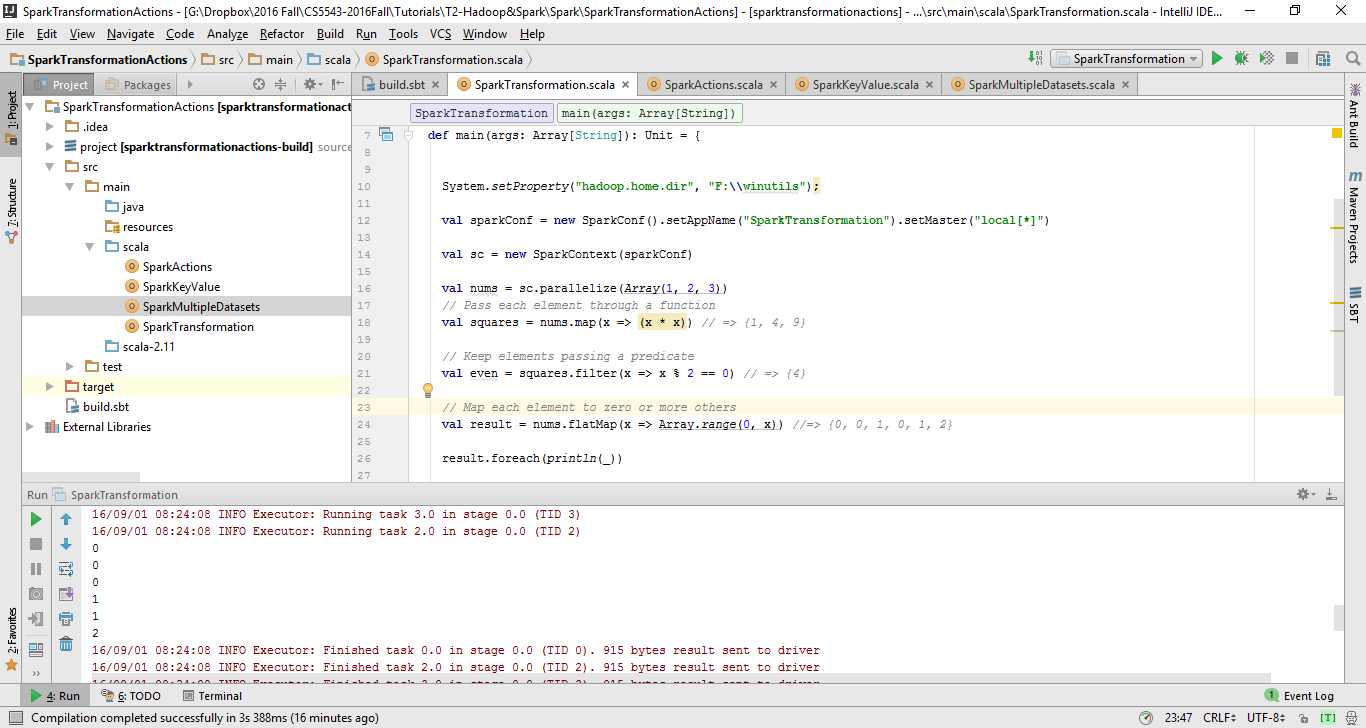 SparkTransformationActions - [G:\Dropbox\2016 Fall\CS5543-2016Fall\Tutorials\T2-Hadoop&Spark\Spark\SparkTransformationActions] - [sparktransformationactions] - ...\src\main\scala\SparkTransformation.scala - IntelliJ IDE...
File Edit View Navigate Code Analyze Refactor Build Run Tools VCS Window Help
SparkTransformationActions src main scala SparkTransformation.scala SparkTransformation
Project Packages build.sbt SparkTransformation.scala SparkActions.scala SparkKeyValue.scala SparkMultipleDatasets.scala
1: Project
7: Structure
2: Favorites
SparkTransformationActions [sparktransformationact
.idea
project [sparktransformationactions-build] source
src
main
java
resources
scala
SparkActions
SparkKeyValue
SparkMultipleDatasets
SparkTransformation
scala-2.11
test
target
build.sbt
External Libraries
SparkTransformation main(args: Array[String])
7 def main(args: Array[String]): Unit = {
8
9
10 System.setProperty("hadoop.home.dir", "F:\\winutils");
11
12 val sparkConf = new SparkConf().setAppName("SparkTransformation").setMaster("local[*]")
13
14 val sc = new SparkContext(sparkConf)
15
16 val nums = sc.parallelize(Array(1, 2, 3))
17 // Pass each element through a function
18 val squares = nums.map(x => (x * x)) // => {1, 4, 9}
19
20 // Keep elements passing a predicate
21 val even = squares.filter(x => x % 2 == 0) // => {4}
22
23 // Map each element to zero or more others
24 val result = nums.flatMap(x => Array.range(0, x)) //=> {0, 0, 1, 0, 1, 2}
25
26 result.foreach(println(_))
27
Ant Build
m Maven Projects
SBT
Run SparkTransformation
16/09/01 08:24:08 INFO Executor: Running task 3.0 in stage 0.0 (TID 3)
16/09/01 08:24:08 INFO Executor: Running task 2.0 in stage 0.0 (TID 2)
0
0
0
1
1
2
16/09/01 08:24:08 INFO Executor: Finished task 0.0 in stage 0.0 (TID 0). 915 bytes result sent to driver
16/09/01 08:24:08 INFO Executor: Finished task 2.0 in stage 0.0 (TID 2). 915 bytes result sent to driver
4: Run 6: TODO Terminal 1 Event Log
Compilation completed successfully in 3s 388ms (16 minutes ago) 23:47 CRLF UTF-8 [T]